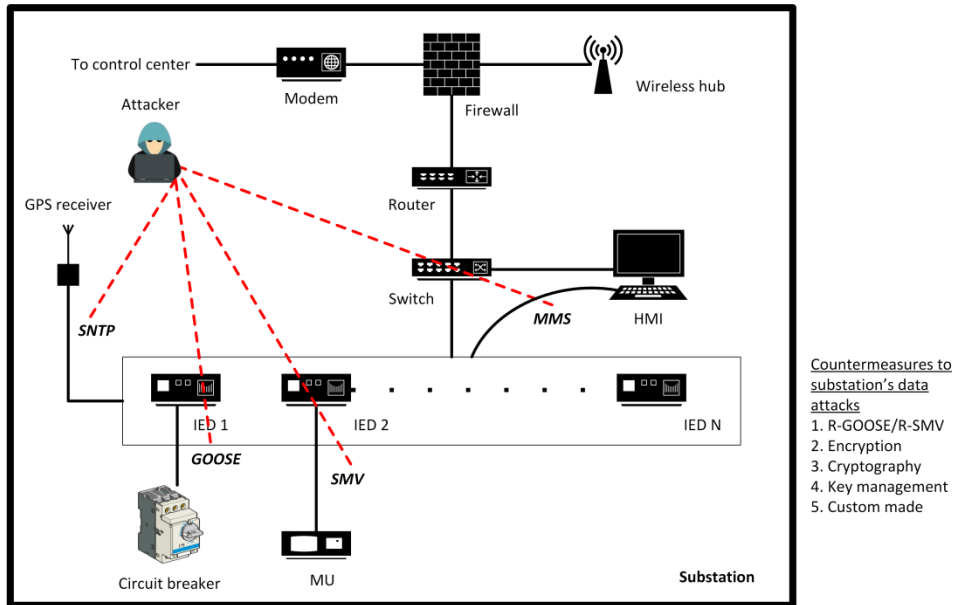 To control center
Modem
Firewall
Wireless hub
Attacker
GPS receiver
Router
Switch
HMI
SNTP
MMS
IED 1
IED 2
IED N
GOOSE
SMV
Circuit breaker
MU
Substation
Countermeasures to
substation's data
attacks
1. R-GOOSE/R-SMV
2. Encryption
3. Cryptography
4. Key management
5. Custom made